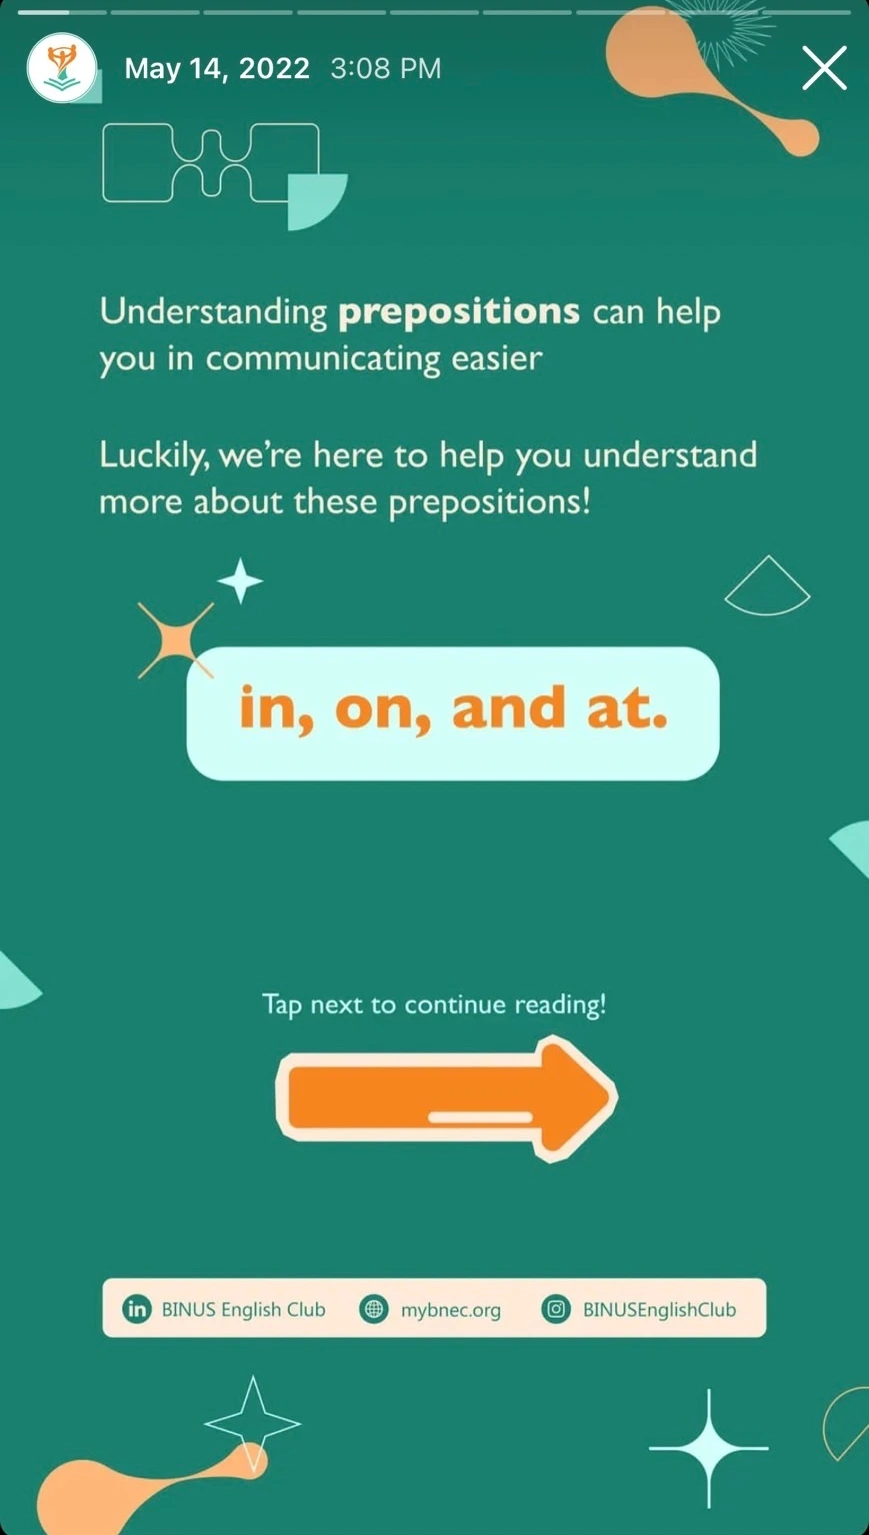 May 14, 2022 3:08 PM
Understanding prepositions can help
you in communicating easier
Luckily, we’re here to help you understand
more about these prepositions!
in, on, and at.
Tap next to continue reading!
in BINUS English Club mybnec.org BINUSEnglishClub